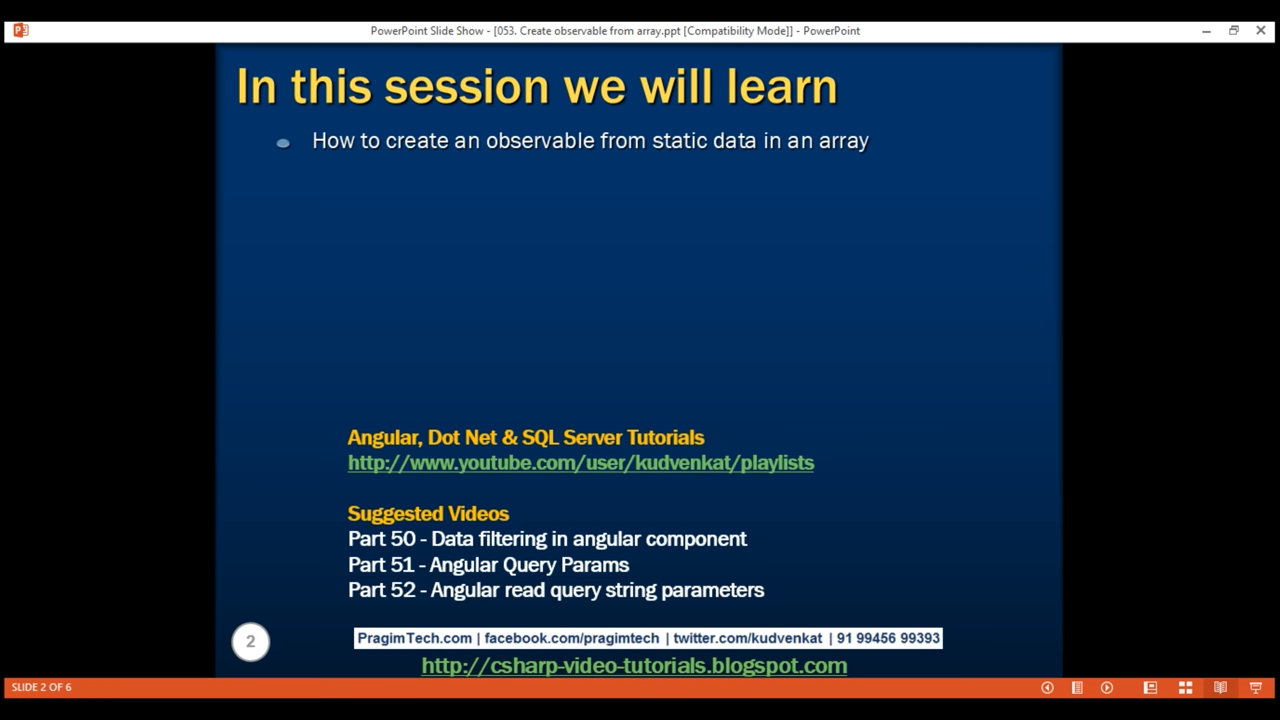 PowerPoint Slide Show - [053. Create observable from array.ppt [Compatibility Mode]] - PowerPoint
In this session we will learn
How to create an observable from static data in an array
Angular, Dot Net & SQL Server Tutorials
http://www.youtube.com/user/kudvenkat/playlists
Suggested Videos
Part 50 - Data filtering in angular component
Part 51 - Angular Query Params
Part 52 - Angular read query string parameters
2
PragimTech.com | facebook.com/pragimtech | twitter.com/kudvenkat | 91 99456 99393
http://csharp-video-tutorials.blogspot.com
SLIDE 2 OF 6